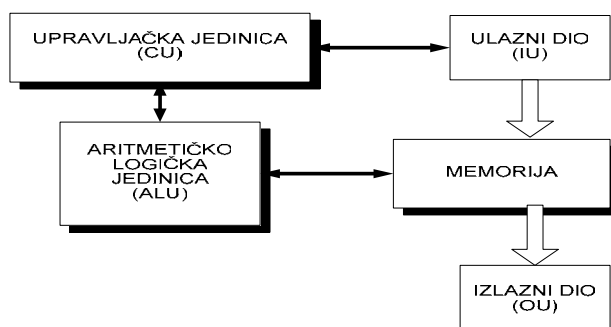 UPRAVLJAČKA JEDINICA
(CU)
ULAZNI DIO
(IU)
ARITMETIČKO
LOGIČKA
JEDINICA
(ALU)
MEMORIJA
IZLAZNI DIO
(OU)